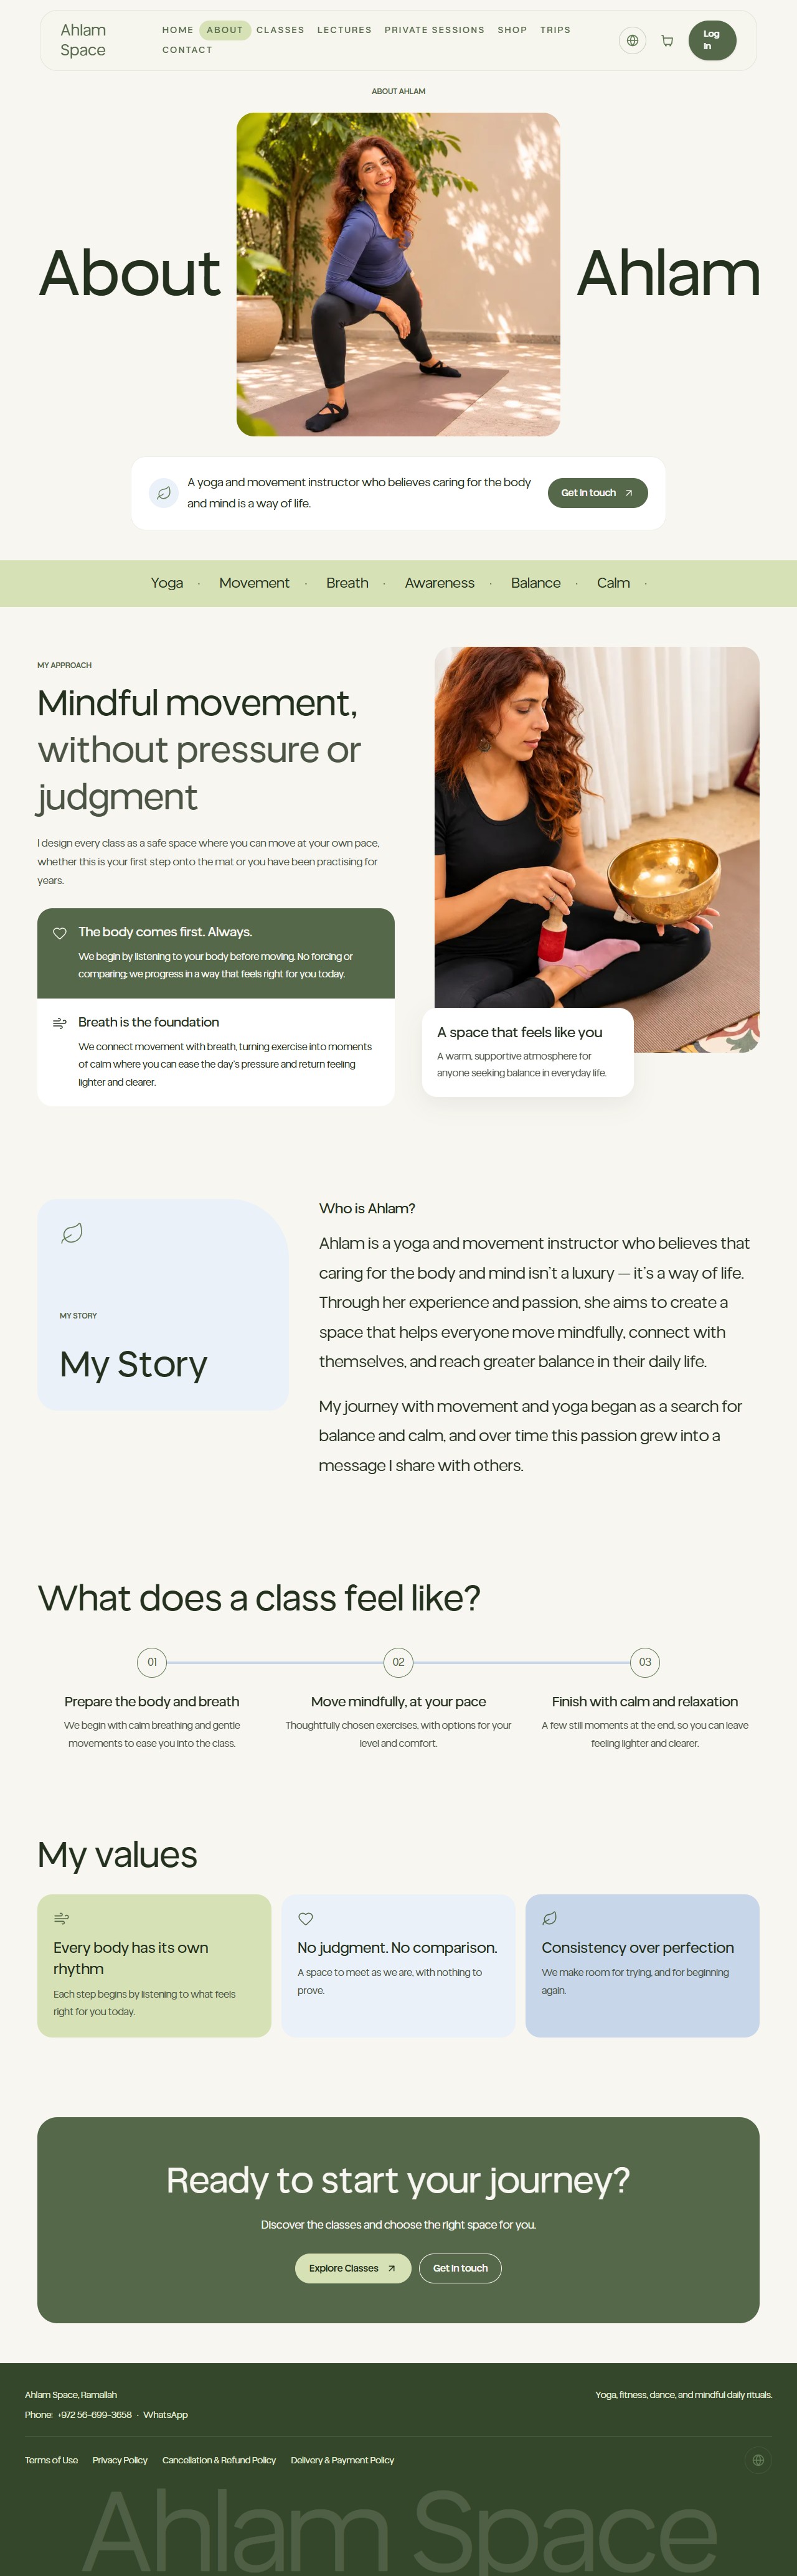 Ahlam
Space
HOME ABOUT CLASSES LECTURES PRIVATE SESSIONS SHOP TRIPS
CONTACT
Log
In
ABOUT AHLAM
About Ahlam
A yoga and movement instructor who believes caring for the body
and mind is a way of life.
Get in touch
Yoga · Movement · Breath · Awareness · Balance · Calm ·
MY APPROACH
Mindful movement,
without pressure or
judgment
I design every class as a safe space where you can move at your own pace,
whether this is your first step onto the mat or you have been practising for
years.
The body comes first. Always.
We begin by listening to your body before moving. No forcing or
comparing; we progress in a way that feels right for you today.
Breath is the foundation
We connect movement with breath, turning exercise into moments
of calm where you can ease the day's pressure and return feeling
lighter and clearer.
A space that feels like you
A warm, supportive atmosphere for
anyone seeking balance in everyday life.
MY STORY
My Story
Who is Ahlam?
Ahlam is a yoga and movement instructor who believes that
caring for the body and mind isn't a luxury — it's a way of life.
Through her experience and passion, she aims to create a
space that helps everyone move mindfully, connect with
themselves, and reach greater balance in their daily life.
My journey with movement and yoga began as a search for
balance and calm, and over time this passion grew into a
message I share with others.
What does a class feel like?
01
Prepare the body and breath
We begin with calm breathing and gentle
movements to ease you into the class.
02
Move mindfully, at your pace
Thoughtfully chosen exercises, with options for your
level and comfort.
03
Finish with calm and relaxation
A few still moments at the end, so you can leave
feeling lighter and clearer.
My values
Every body has its own
rhythm
Each step begins by listening to what feels
right for you today.
No judgment. No comparison.
A space to meet as we are, with nothing to
prove.
Consistency over perfection
We make room for trying, and for beginning
again.
Ready to start your journey?
Discover the classes and choose the right space for you.
Explore Classes
Get in touch
Ahlam Space, Ramallah
Phone: +972 56-699-3658 · WhatsApp
Yoga, fitness, dance, and mindful daily rituals.
Terms of Use Privacy Policy Cancellation & Refund Policy Delivery & Payment Policy
Ahlam Space